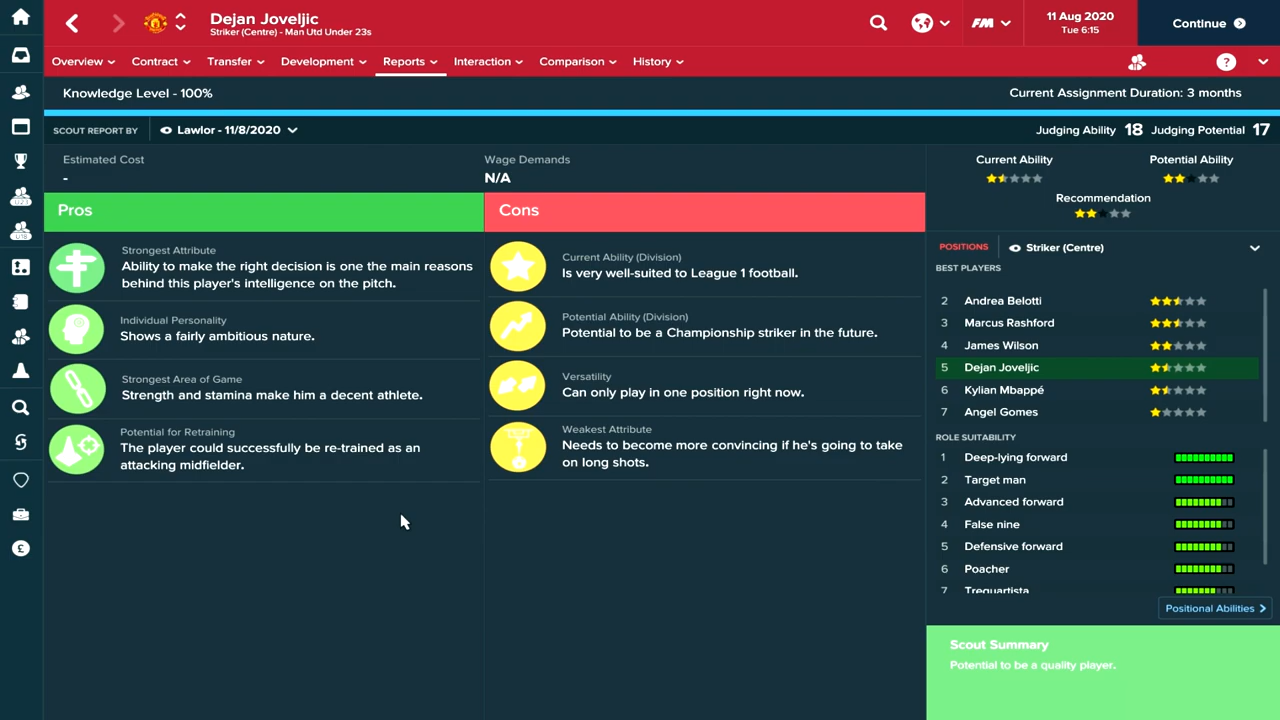 Dejan Joveljic
Striker (Centre) - Man Utd Under 23s
FM
11 Aug 2020
Tue 6:15
Continue
Overview
Contract
Transfer
Development
Reports
Interaction
Comparison
History
?
Knowledge Level - 100%
Current Assignment Duration: 3 months
SCOUT REPORT BY
Lawlor - 11/8/2020
Judging Ability 18 Judging Potential 17
Estimated Cost
-
Wage Demands
N/A
Current Ability
Potential Ability
Recommendation
Pros
Cons
Strongest Attribute
Ability to make the right decision is one the main reasons
behind this player's intelligence on the pitch.
Individual Personality
Shows a fairly ambitious nature.
Strongest Area of Game
Strength and stamina make him a decent athlete.
Potential for Retraining
The player could successfully be re-trained as an
attacking midfielder.
Current Ability (Division)
Is very well-suited to League 1 football.
Potential Ability (Division)
Potential to be a Championship striker in the future.
Versatility
Can only play in one position right now.
Weakest Attribute
Needs to become more convincing if he's going to take
on long shots.
POSITIONS
Striker (Centre)
BEST PLAYERS
2 Andrea Belotti
3 Marcus Rashford
4 James Wilson
5 Dejan Joveljic
6 Kylian Mbappé
7 Angel Gomes
ROLE SUITABILITY
1 Deep-lying forward
2 Target man
3 Advanced forward
4 False nine
5 Defensive forward
6 Poacher
7 Trequartista
Positional Abilities
Scout Summary
Potential to be a quality player.
U23
U18
£